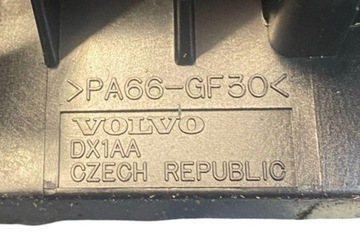 >PA66-GF30<
VOLVO
DX1AA
CZECH REPUBLIC